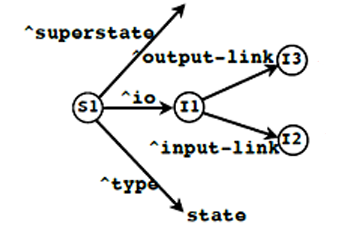 ^superstate
^output-link I3
S1 ^io I1
^input-link I2
^type
state